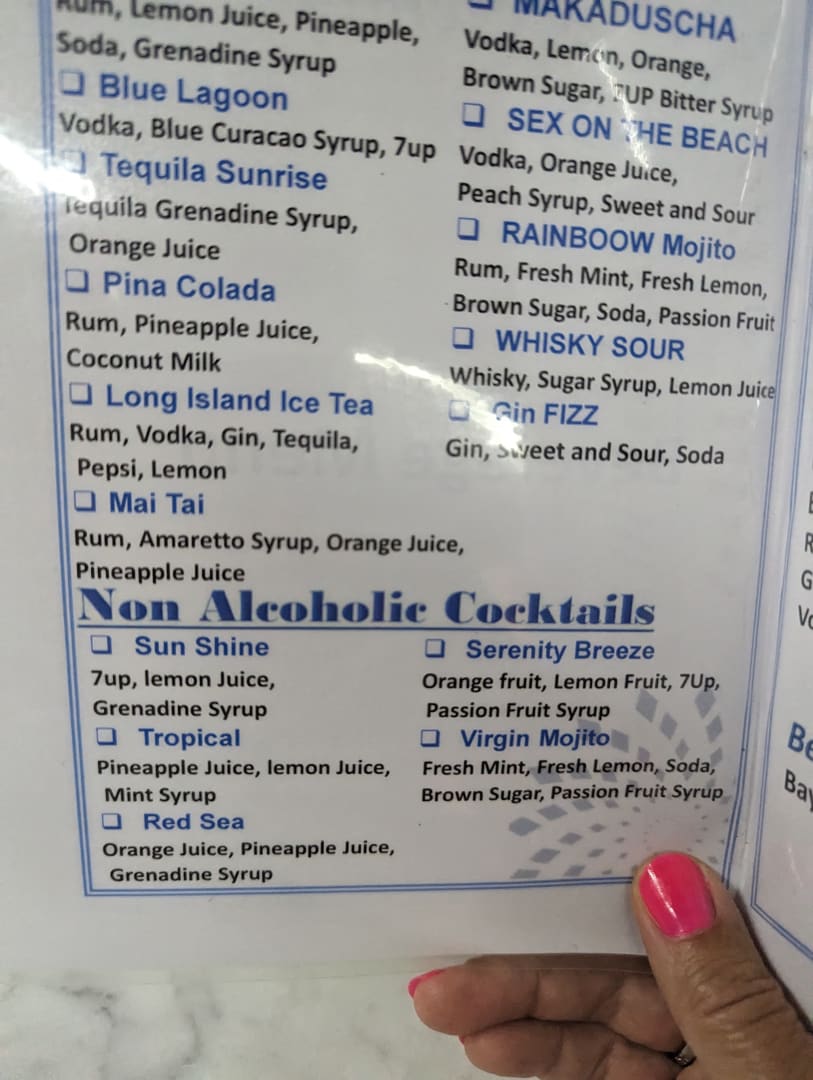 Rum, Lemon Juice, Pineapple,
Soda, Grenadine Syrup
Blue Lagoon
Vodka, Blue Curacao Syrup, 7up
Tequila Sunrise
Tequila Grenadine Syrup,
Orange Juice
Pina Colada
Rum, Pineapple Juice,
Coconut Milk
Long Island Ice Tea
Rum, Vodka, Gin, Tequila,
Pepsi, Lemon
Mai Tai
Rum, Amaretto Syrup, Orange Juice,
Pineapple Juice
MAKADUSCHA
Vodka, Lemon, Orange,
Brown Sugar, 7UP Bitter Syrup
SEX ON THE BEACH
Vodka, Orange Juice,
Peach Syrup, Sweet and Sour
RAINBOOW Mojito
Rum, Fresh Mint, Fresh Lemon,
Brown Sugar, Soda, Passion Fruit
WHISKY SOUR
Whisky, Sugar Syrup, Lemon Juice
Gin FIZZ
Gin, Sweet and Sour, Soda
Non Alcoholic Cocktails
Sun Shine
7up, lemon Juice,
Grenadine Syrup
Tropical
Pineapple Juice, lemon Juice,
Mint Syrup
Red Sea
Orange Juice, Pineapple Juice,
Grenadine Syrup
Serenity Breeze
Orange fruit, Lemon Fruit, 7Up,
Passion Fruit Syrup
Virgin Mojito
Fresh Mint, Fresh Lemon, Soda,
Brown Sugar, Passion Fruit Syrup